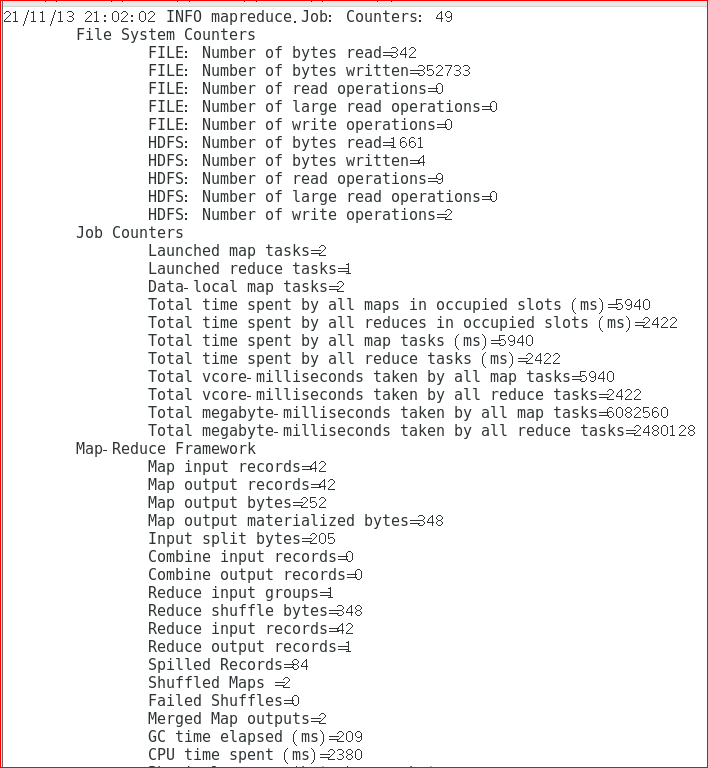 21/11/13 21:02:02 INFO mapreduce.Job: Counters: 49
File System Counters
FILE: Number of bytes read=342
FILE: Number of bytes written=352733
FILE: Number of read operations=0
FILE: Number of large read operations=0
FILE: Number of write operations=0
HDFS: Number of bytes read=1661
HDFS: Number of bytes written=4
HDFS: Number of read operations=9
HDFS: Number of large read operations=0
HDFS: Number of write operations=2
Job Counters
Launched map tasks=2
Launched reduce tasks=1
Data-local map tasks=2
Total time spent by all maps in occupied slots (ms)=5940
Total time spent by all reduces in occupied slots (ms)=2422
Total time spent by all map tasks (ms)=5940
Total time spent by all reduce tasks (ms)=2422
Total vcore-milliseconds taken by all map tasks=5940
Total vcore-milliseconds taken by all reduce tasks=2422
Total megabyte-milliseconds taken by all map tasks=6082560
Total megabyte-milliseconds taken by all reduce tasks=2480128
Map-Reduce Framework
Map input records=42
Map output records=42
Map output bytes=252
Map output materialized bytes=348
Input split bytes=205
Combine input records=0
Combine output records=0
Reduce input groups=1
Reduce shuffle bytes=348
Reduce input records=42
Reduce output records=1
Spilled Records=84
Shuffled Maps =2
Failed Shuffles=0
Merged Map outputs=2
GC time elapsed (ms)=209
CPU time spent (ms)=2380